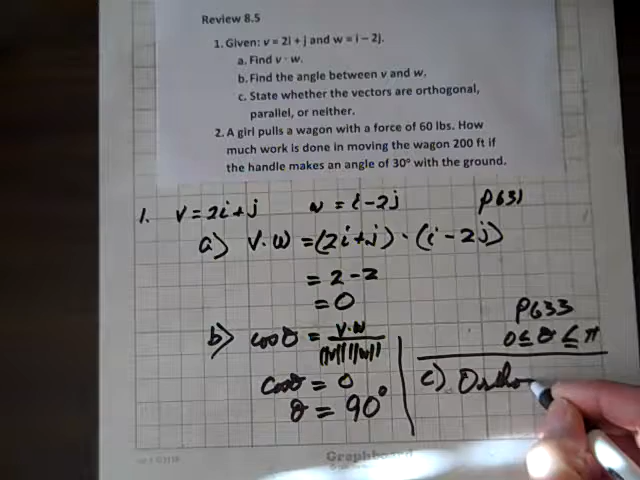 Review 8.5
1. Given: v = 2i + j and w = i – 2j.
a. Find v · w.
b. Find the angle between v and w.
c. State whether the vectors are orthogonal,
parallel, or neither.
2. A girl pulls a wagon with a force of 60 lbs. How
much work is done in moving the wagon 200 ft if
the handle makes an angle of 30° with the ground.
1. v = 2i + j w = i - 2j p631
a) v·w = (2i + j) · (i - 2j)
= 2 - 2
= 0
b) cos θ = v·w / ||v|| ||w||
cos θ = 0
θ = 90°
p633
0 ≤ θ ≤ π
c) Ortho